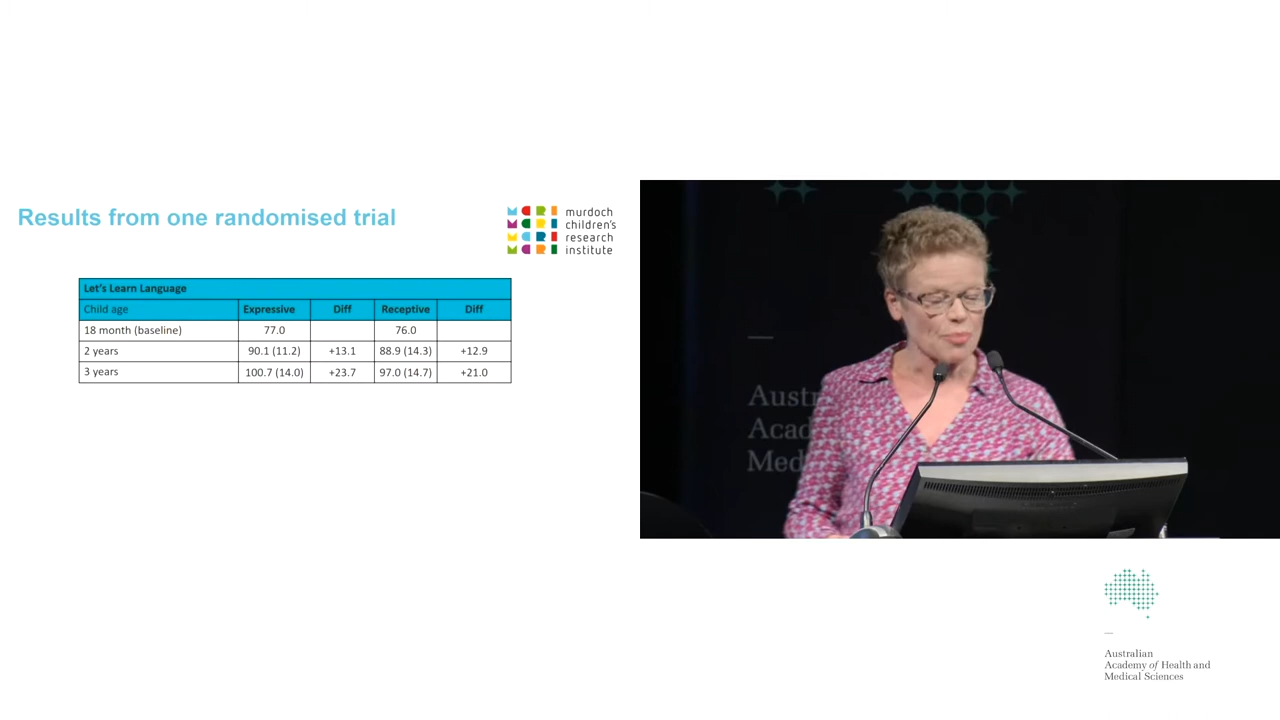 Results from one randomised trial
murdoch
children's
research
institute
Let's Learn Language
Child age Expressive Diff Receptive Diff
18 month (baseline) 77.0 76.0
2 years 90.1 (11.2) +13.1 88.9 (14.3) +12.9
3 years 100.7 (14.0) +23.7 97.0 (14.7) +21.0
Austr
Acad
Med
Australian
Academy of Health and
Medical Sciences